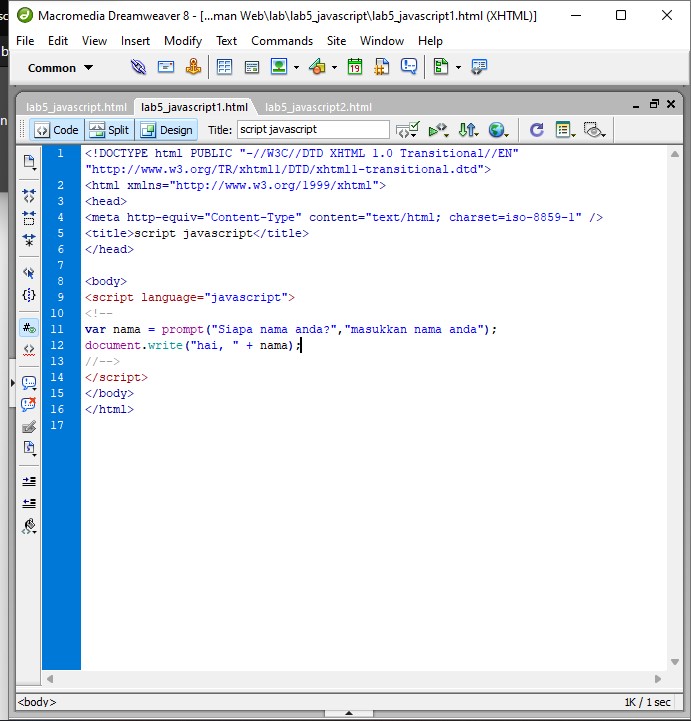 Macromedia Dreamweaver 8 - [...man Web\lab\lab5_javascript\lab5_javascript1.html (XHTML)]
File Edit View Insert Modify Text Commands Site Window Help
Common
19
lab5_javascript.html lab5_javascript1.html lab5_javascript2.html
Code Split Design Title: script javascript
1 <!DOCTYPE html PUBLIC "-//W3C//DTD XHTML 1.0 Transitional//EN"
"http://www.w3.org/TR/xhtml1/DTD/xhtml1-transitional.dtd">
2 <html xmlns="http://www.w3.org/1999/xhtml">
3 <head>
4 <meta http-equiv="Content-Type" content="text/html; charset=iso-8859-1" />
5 <title>script javascript</title>
6 </head>
7
8 <body>
9 <script language="javascript">
10 <!--
11 var nama = prompt("Siapa nama anda?","masukkan nama anda");
12 document.write("hai, " + nama);
13 //-->
14 </script>
15 </body>
16 </html>
17
<body> 1K / 1 sec